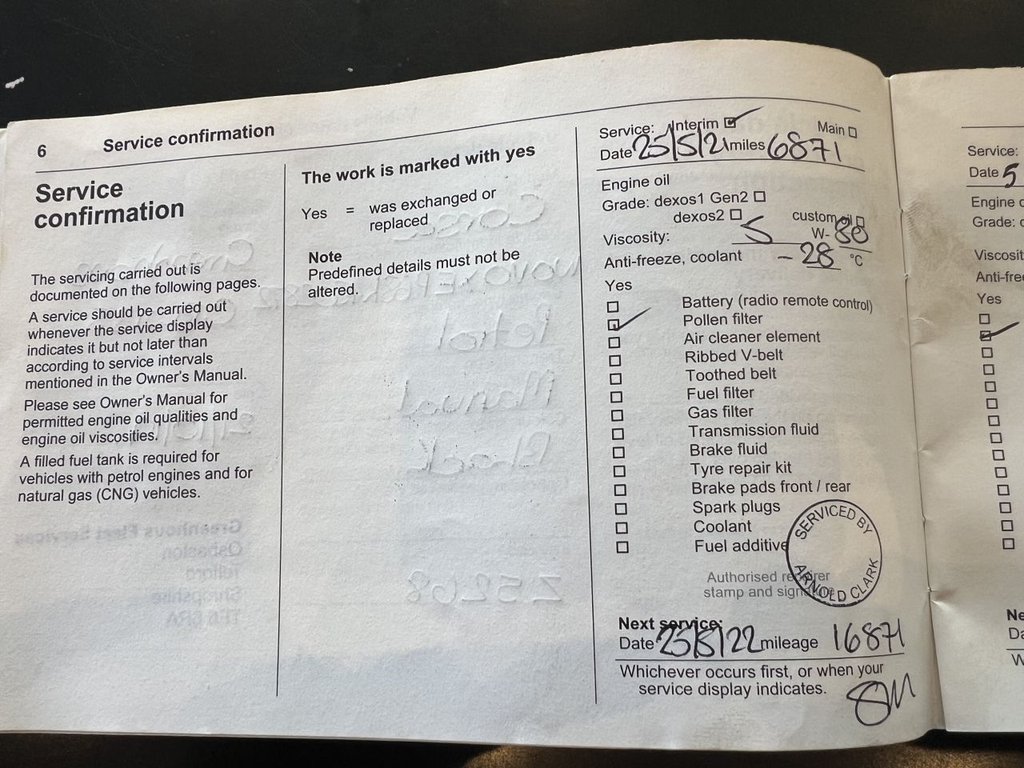 6 Service confirmation
Service
confirmation
The servicing carried out is
documented on the following pages.
A service should be carried out
whenever the service display
indicates it but not later than
according to service intervals
mentioned in the Owner's Manual.
Please see Owner's Manual for
permitted engine oil qualities and
engine oil viscosities.
A filled fuel tank is required for
vehicles with petrol engines and for
natural gas (CNG) vehicles.
The work is marked with yes
Yes = was exchanged or
replaced
Note
Predefined details must not be
altered.
Service: Interim Main
Date 25/5/21 miles 6871
Engine oil
Grade: dexos1 Gen2
dexos2 custom oil
Viscosity: 5 W-30
Anti-freeze, coolant -28 °C
Yes
Battery (radio remote control)
Pollen filter
Air cleaner element
Ribbed V-belt
Toothed belt
Fuel filter
Gas filter
Transmission fluid
Brake fluid
Tyre repair kit
Brake pads front / rear
Spark plugs
Coolant
Fuel additive
SERVICED BY
ARNOLD CLARK
Authorised repairer
stamp and signature
Next service:
Date 25/5/22 mileage 16871
Whichever occurs first, or when your
service display indicates.
Service:
Date 5
Engine
Grade:
Yes